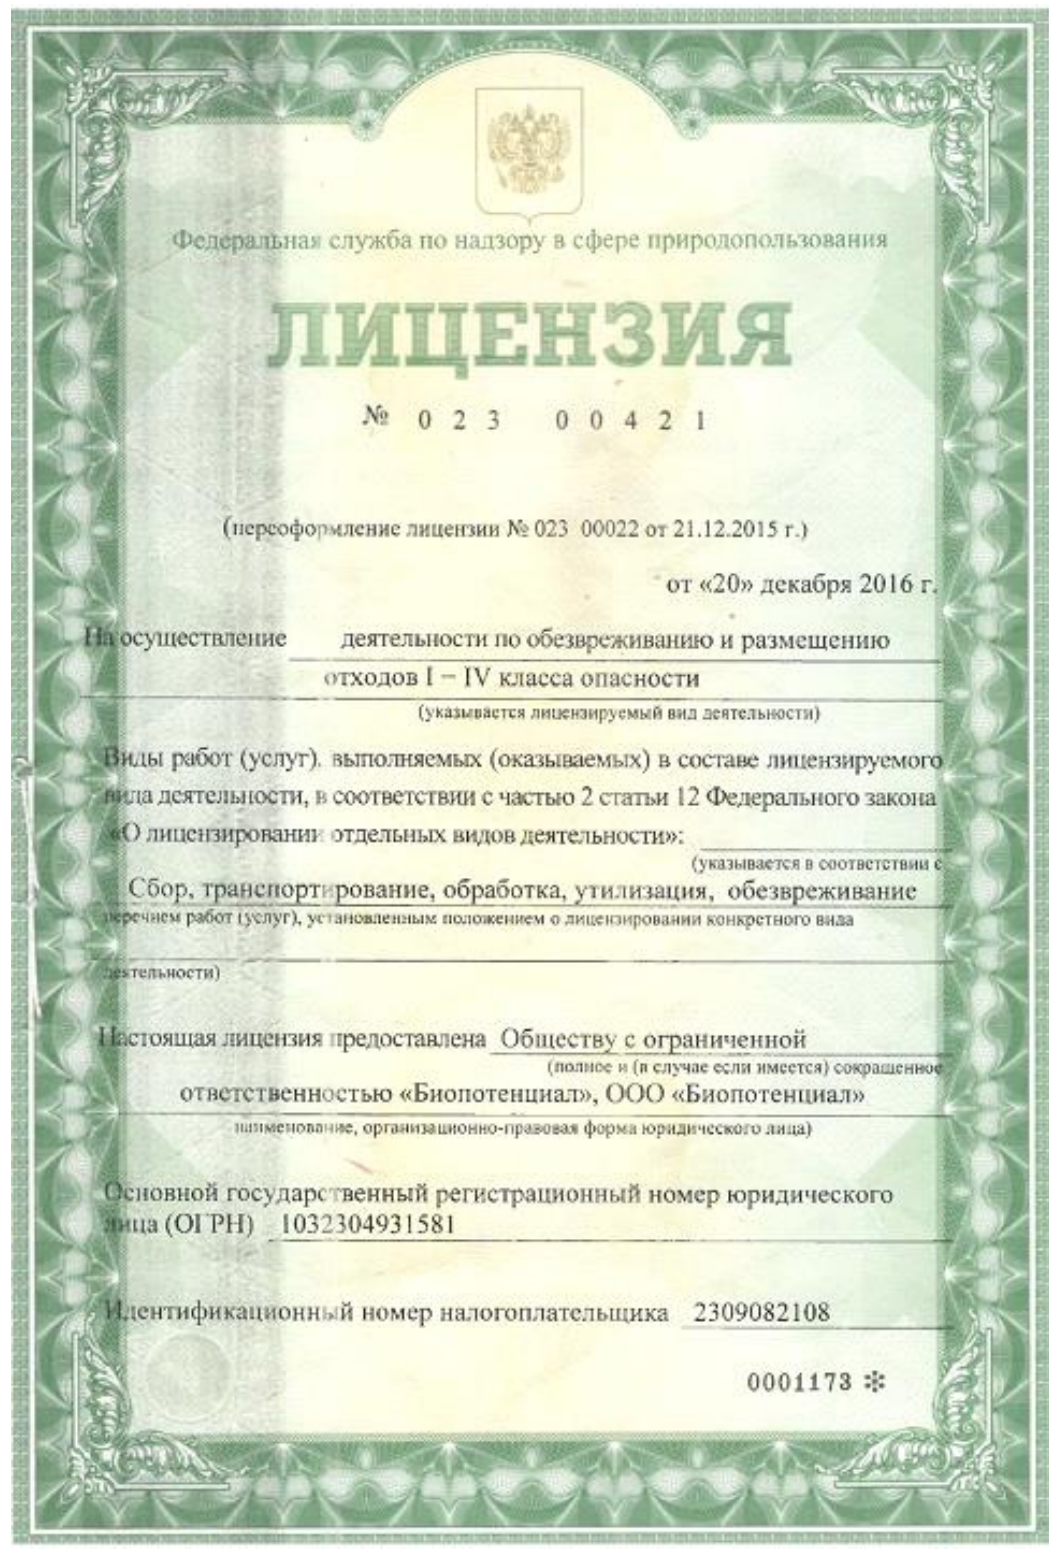 Федеральная служба по надзору в сфере природопользования
ЛИЦЕНЗИЯ
№ 023 00421
(переоформление лицензии № 023 00022 от 21.12.2015 г.)
от «20» декабря 2016 г.
На осуществление деятельности по обезвреживанию и размещению
отходов I – IV класса опасности
(указывается лицензируемый вид деятельности)
Виды работ (услуг), выполняемых (оказываемых) в составе лицензируемого
вида деятельности, в соответствии с частью 2 статьи 12 Федерального закона
«О лицензировании отдельных видов деятельности»:
(указывается в соответствии с
Сбор, транспортирование, обработка, утилизация, обезвреживание
перечнем работ (услуг), установленным положением о лицензировании конкретного вида
деятельности)
Настоящая лицензия предоставлена Обществу с ограниченной
(полное и (в случае если имеется) сокращенное
ответственностью «Биопотенциал», ООО «Биопотенциал»
наименование, организационно-правовая форма юридического лица)
Основной государственный регистрационный номер юридического
лица (ОГРН) 1032304931581
Идентификационный номер налогоплательщика 2309082108
0001173 *